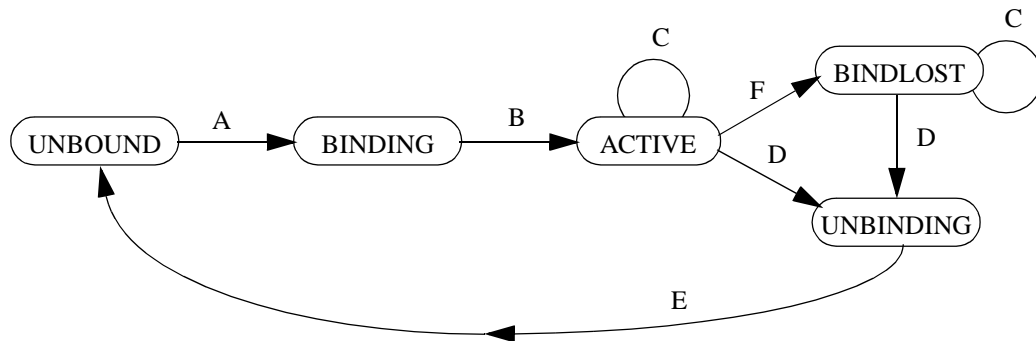 C
C
BINDLOST
F
A
B
UNBOUND
BINDING
ACTIVE
D
D
UNBINDING
E